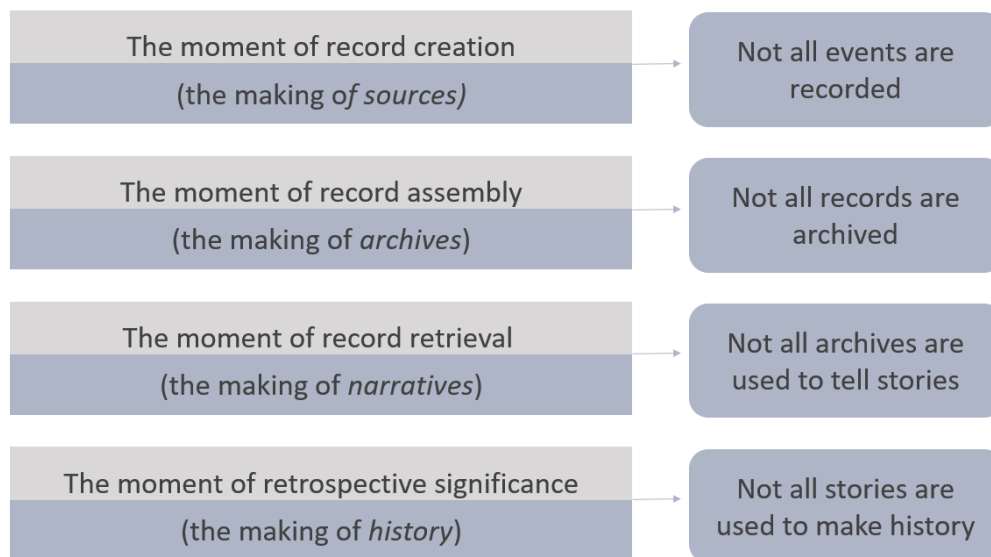 The moment of record creation
(the making of sources)
Not all events are
recorded
The moment of record assembly
(the making of archives)
Not all records are
archived
The moment of record retrieval
(the making of narratives)
Not all archives are
used to tell stories
The moment of retrospective significance
(the making of history)
Not all stories are
used to make history